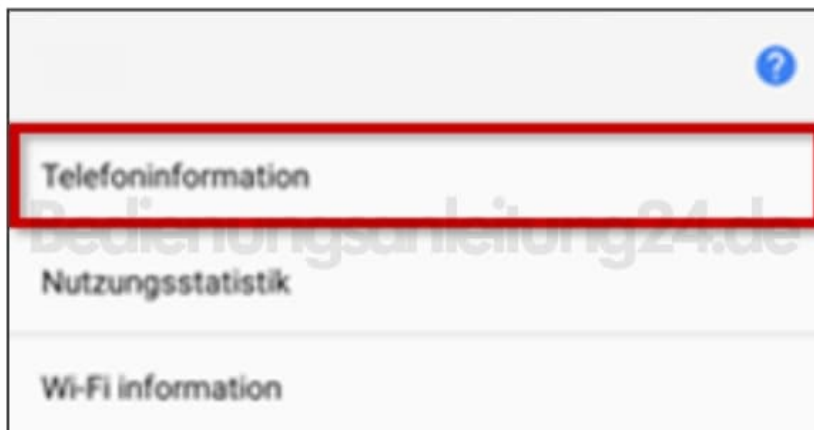 ?
Telefoninformation
Bedienungsanleitung24.de
Nutzungsstatistik
Wi-Fi information